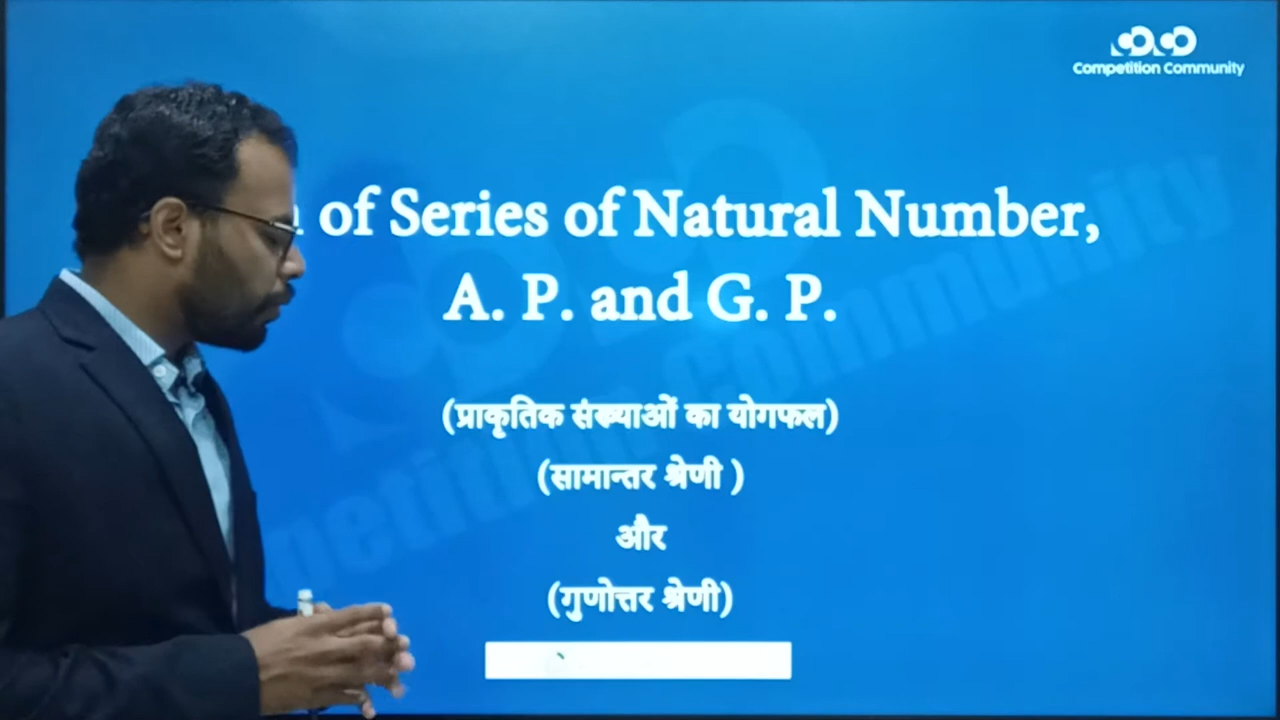 Competition Community
of Series of Natural Number,
A. P. and G. P.
(प्राकृतिक संख्याओं का योगफल)
(सामान्तर श्रेणी )
और
(गुणोत्तर श्रेणी)